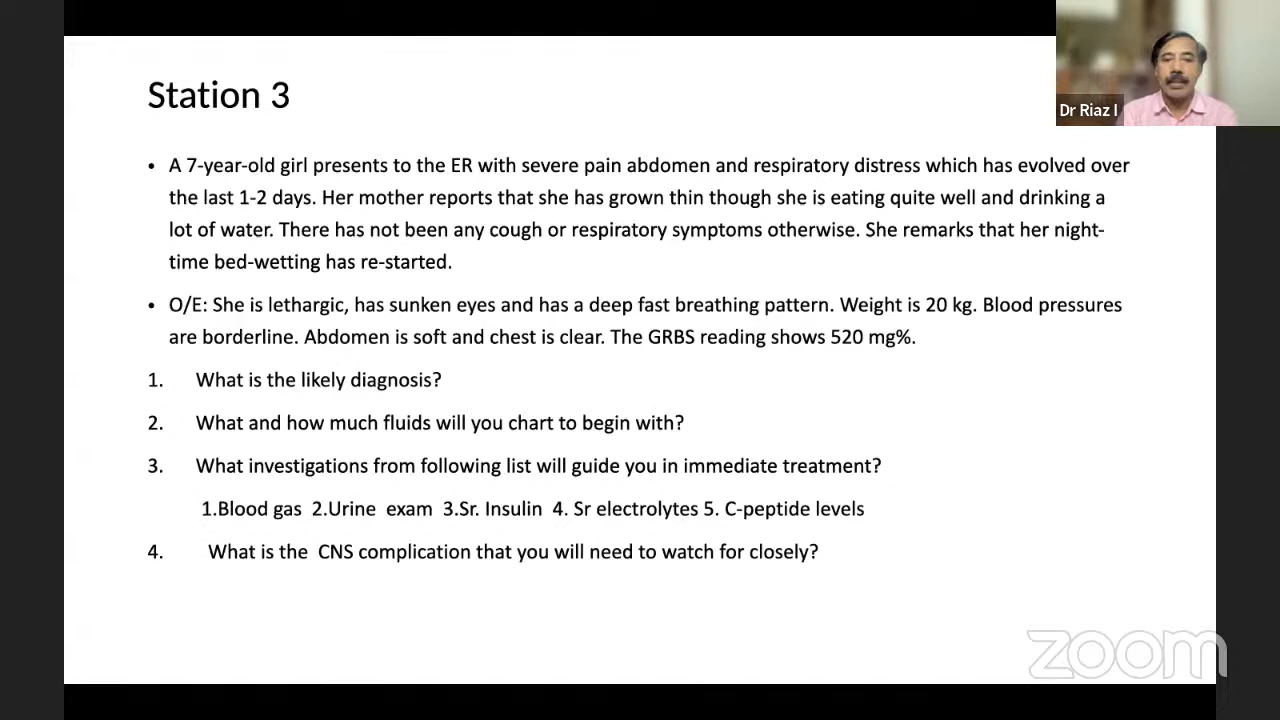 Dr Riaz I
Station 3
• A 7-year-old girl presents to the ER with severe pain abdomen and respiratory distress which has evolved over
the last 1-2 days. Her mother reports that she has grown thin though she is eating quite well and drinking a
lot of water. There has not been any cough or respiratory symptoms otherwise. She remarks that her night-
time bed-wetting has re-started.
• O/E: She is lethargic, has sunken eyes and has a deep fast breathing pattern. Weight is 20 kg. Blood pressures
are borderline. Abdomen is soft and chest is clear. The GRBS reading shows 520 mg%.
1. What is the likely diagnosis?
2. What and how much fluids will you chart to begin with?
3. What investigations from following list will guide you in immediate treatment?
1.Blood gas 2.Urine exam 3.Sr. Insulin 4. Sr electrolytes 5. C-peptide levels
4. What is the CNS complication that you will need to watch for closely?
zoom